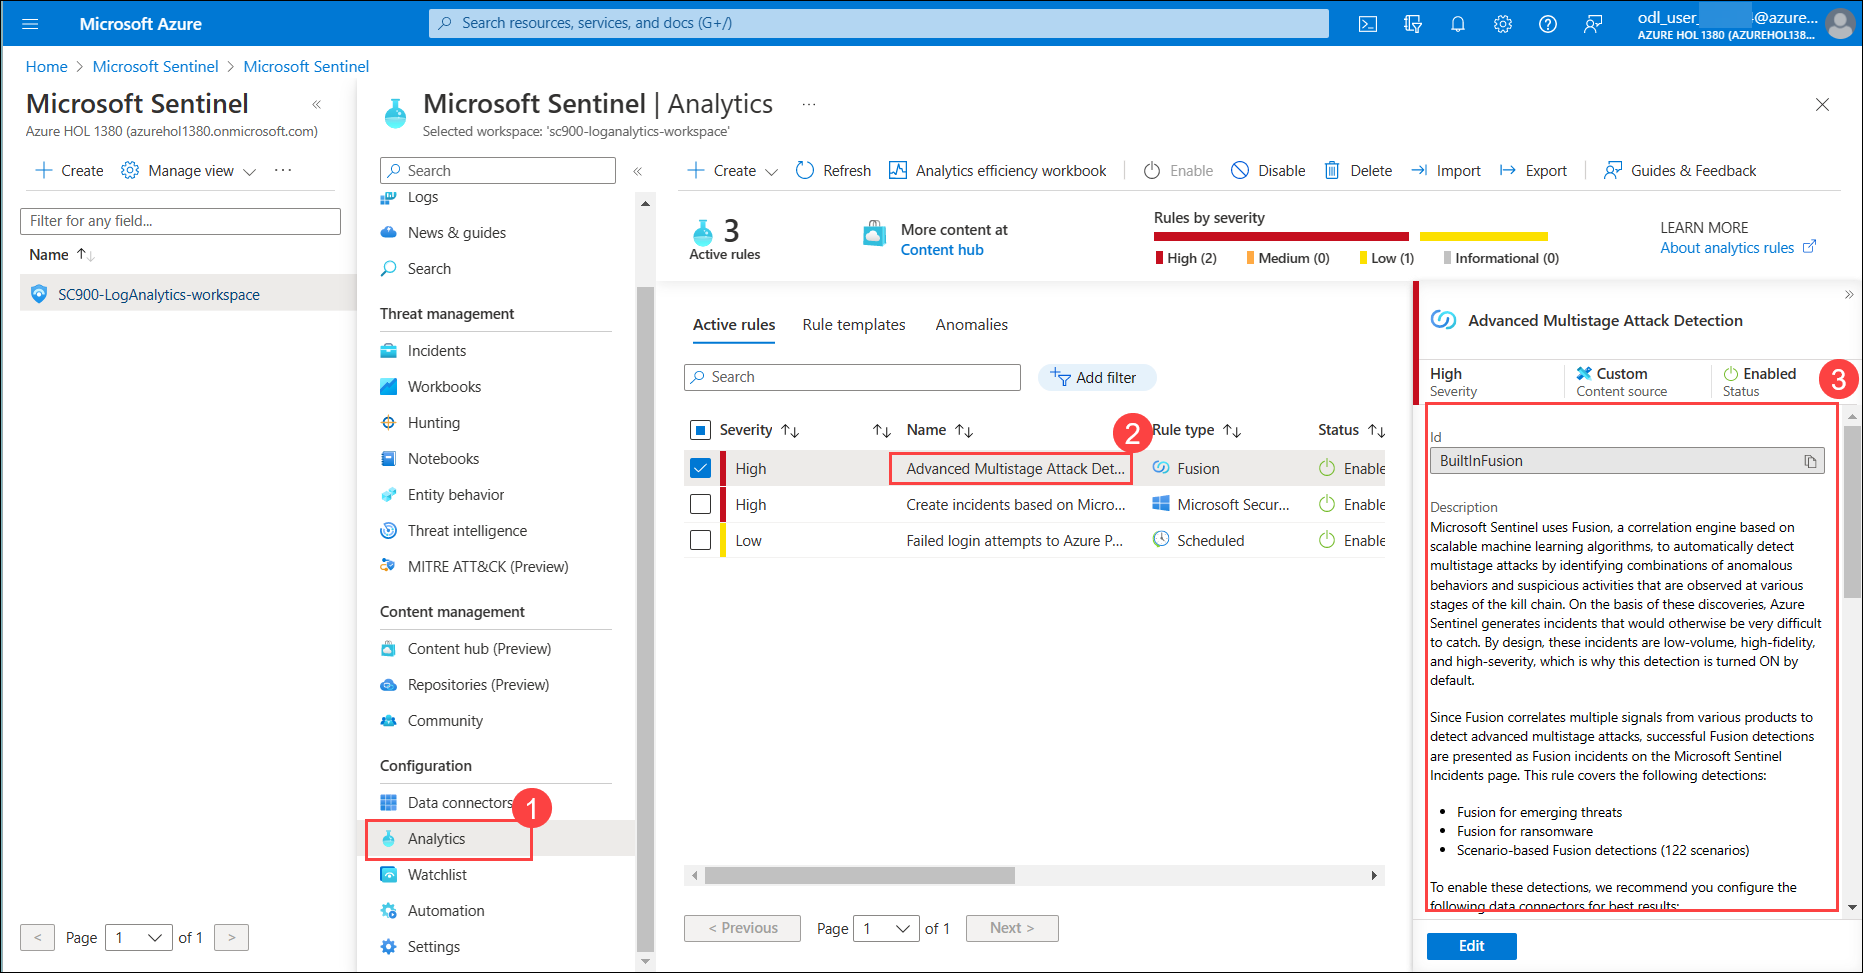 Microsoft Azure
Search resources, services, and docs (G+/)
odl_user_ @azure...
AZURE HOL 1380 (AZUREHOL138...
Home > Microsoft Sentinel > Microsoft Sentinel
Microsoft Sentinel «
Azure HOL 1380 (azurehol1380.onmicrosoft.com)
Create Manage view ...
Filter for any field...
Name ↑↓
SC900-LogAnalytics-workspace
< Page 1 of 1 >
Microsoft Sentinel | Analytics ...
Selected workspace: 'sc900-loganalytics-workspace'
Search «
Logs
News & guides
Search
Threat management
Incidents
Workbooks
Hunting
Notebooks
Entity behavior
Threat intelligence
MITRE ATT&CK (Preview)
Content management
Content hub (Preview)
Repositories (Preview)
Community
Configuration
Data connectors
1
Analytics
Watchlist
Automation
Settings
Create Refresh Analytics efficiency workbook Enable Disable Delete Import Export Guides & Feedback
3
Active rules
More content at
Content hub
Rules by severity
High (2) Medium (0) Low (1) Informational (0)
LEARN MORE
About analytics rules
Active rules Rule templates Anomalies
Search Add filter
Severity ↑↓ ↑↓ Name ↑↓ 2 Rule type ↑↓ Status ↑↓
High Advanced Multistage Attack Det... Fusion Enable
High Create incidents based on Micro... Microsoft Secur... Enable
Low Failed login attempts to Azure P... Scheduled Enable
< Previous Page 1 of 1 Next >
»
Advanced Multistage Attack Detection
High Custom Enabled
Severity Content source Status
3
Id
BuiltInFusion
Description
Microsoft Sentinel uses Fusion, a correlation engine based on
scalable machine learning algorithms, to automatically detect
multistage attacks by identifying combinations of anomalous
behaviors and suspicious activities that are observed at various
stages of the kill chain. On the basis of these discoveries, Azure
Sentinel generates incidents that would otherwise be very difficult
to catch. By design, these incidents are low-volume, high-fidelity,
and high-severity, which is why this detection is turned ON by
default.
Since Fusion correlates multiple signals from various products to
detect advanced multistage attacks, successful Fusion detections
are presented as Fusion incidents on the Microsoft Sentinel
Incidents page. This rule covers the following detections:
• Fusion for emerging threats
• Fusion for ransomware
• Scenario-based Fusion detections (122 scenarios)
To enable these detections, we recommend you configure the
following data connectors for best results:
Edit